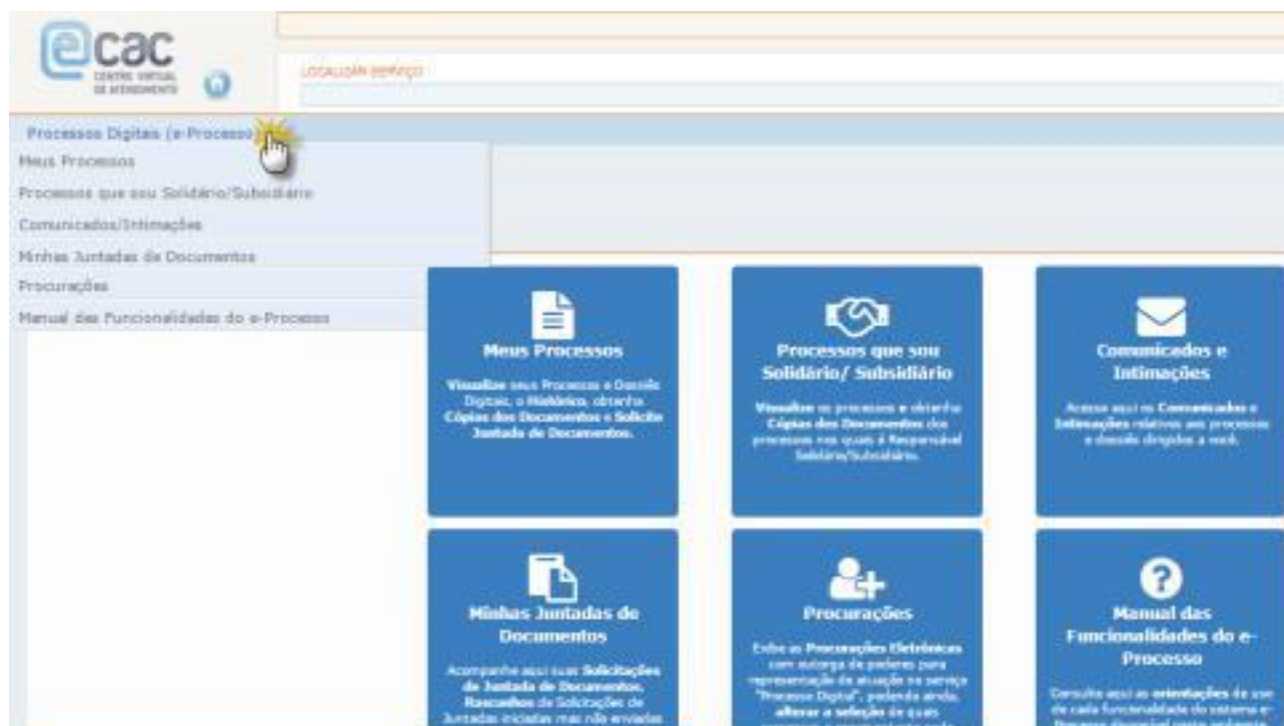 ecac
CENTRO VIRTUAL
DE ATENDIMENTO
LOCALIZAR SERVIÇO
Processos Digitais (e-Processo)
Meus Processos
Processos que sou Solidário/Subsidiário
Comunicados/Intimações
Minhas Juntadas de Documentos
Procurações
Manual das Funcionalidades do e-Processo
Meus Processos
Visualize seus Processos e Dossiês
Digitais, o Histórico, obtenha
Cópias dos Documentos e Solicite
Juntada de Documentos.
Processos que sou
Solidário/ Subsidiário
Visualize os processos e obtenha
Cópias dos Documentos dos
processos nos quais é Responsável
Solidário/Subsidiário.
Comunicados e
Intimações
Acesse aqui os Comunicados e
Intimações relativos aos processos
e dossiês dirigidos a você.
Minhas Juntadas de
Documentos
Acompanhe aqui suas Solicitações
de Juntada de Documentos,
Rascunhos de Solicitações de
Juntadas iniciadas mas não enviadas
Procurações
Exibe as Procurações Eletrônicas
com outorga de poderes para
representação de atuação no serviço
"Processo Digital", podendo ainda,
alterar a seleção de quais
Manual das
Funcionalidades do e-
Processo
Consulte aqui as orientações de uso
de cada funcionalidade do sistema e-